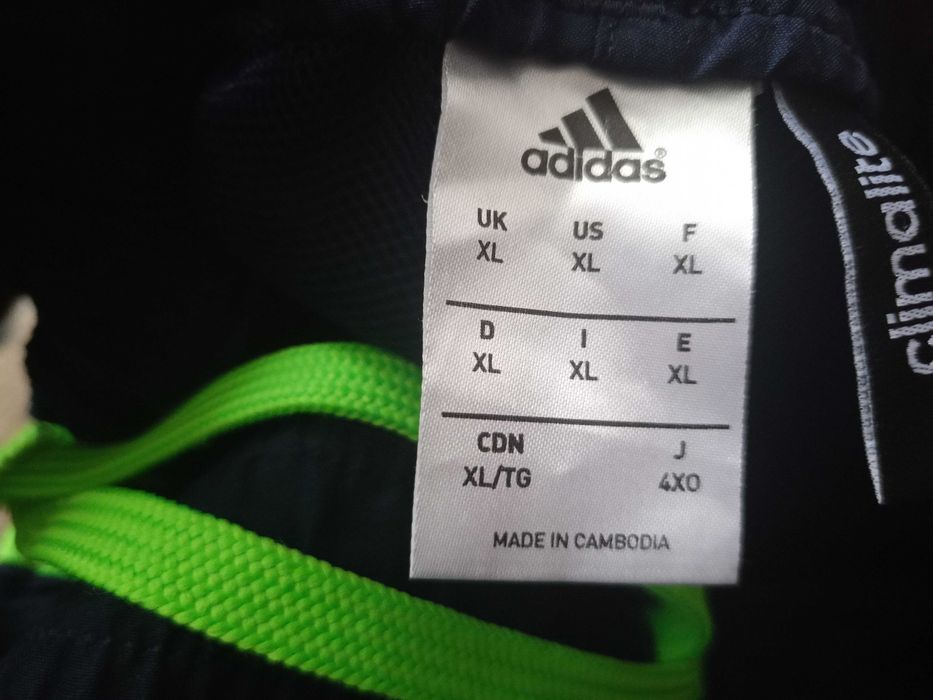 adidas®
UK US F
XL XL XL
D I E
XL XL XL
CDN J
XL/TG 4XO
MADE IN CAMBODIA
climalite